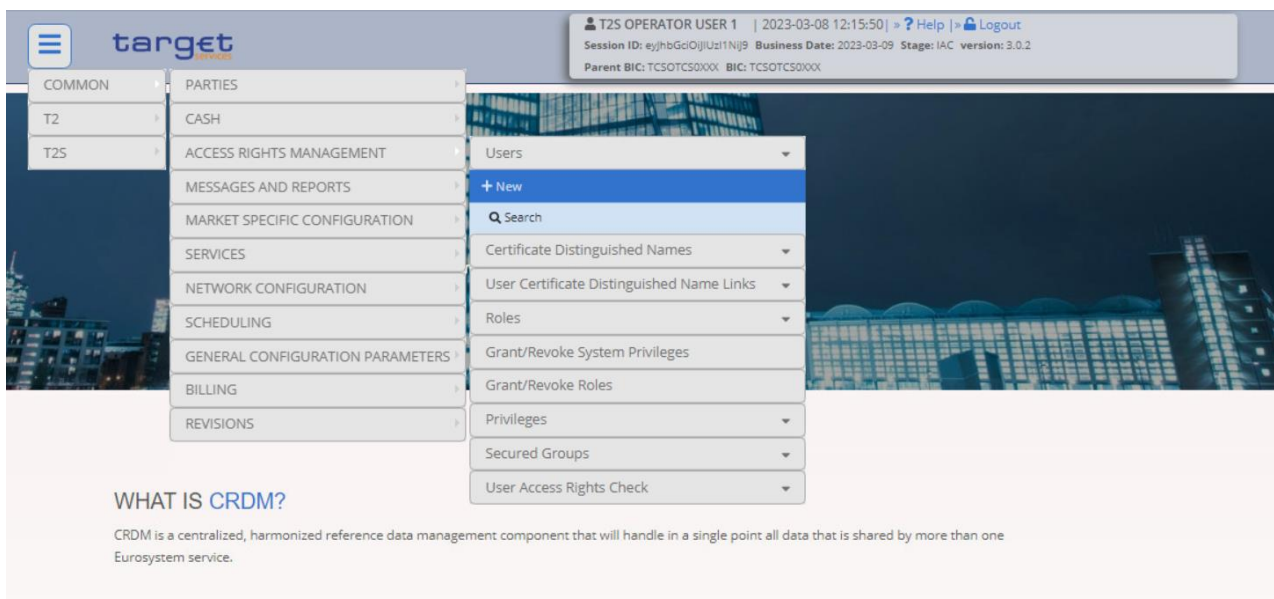 T2S OPERATOR USER 1 | 2023-03-08 12:15:50| » ? Help |» Logout
target
services
Session ID: eyJhbGciOiJIUzI1NiJ9 Business Date: 2023-03-09 Stage: IAC version: 3.0.2
Parent BIC: TCSOTCS0XXX BIC: TCSOTCS0XXX
COMMON
T2
T2S
PARTIES
CASH
ACCESS RIGHTS MANAGEMENT
MESSAGES AND REPORTS
MARKET SPECIFIC CONFIGURATION
SERVICES
NETWORK CONFIGURATION
SCHEDULING
GENERAL CONFIGURATION PARAMETERS
BILLING
REVISIONS
Users
+ New
Search
Certificate Distinguished Names
User Certificate Distinguished Name Links
Roles
Grant/Revoke System Privileges
Grant/Revoke Roles
Privileges
Secured Groups
User Access Rights Check
WHAT IS CRDM?
CRDM is a centralized, harmonized reference data management component that will handle in a single point all data that is shared by more than one
Eurosystem service.